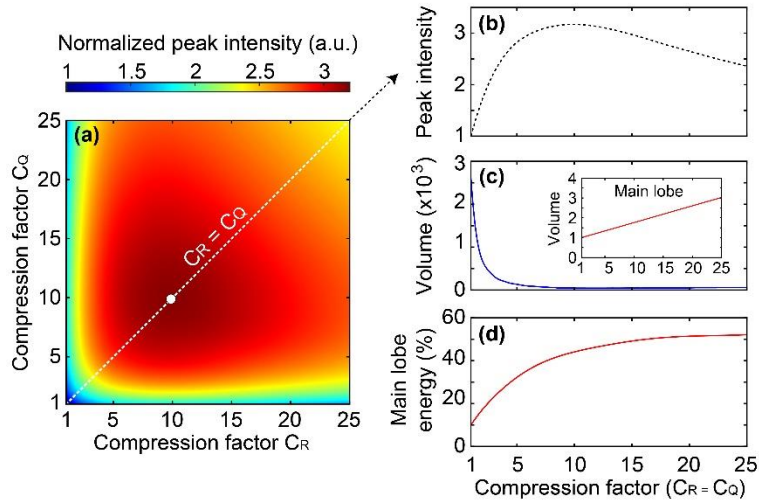 Normalized peak intensity (a.u.)
1 1.5 2 2.5 3
(a)
25
20
15
10
5
1
Compression factor CQ
CR = CQ
1 5 10 15 20 25
Compression factor CR
(b)
Peak intensity
3
2
1
(c)
Volume (x10^3)
3
2
1
0
Main lobe
Volume
4
3
2
1
0
1 5 10 15 20 25
(d)
Main lobe
energy (%)
60
40
20
0
1 5 10 15 20 25
Compression factor (CR = CQ)